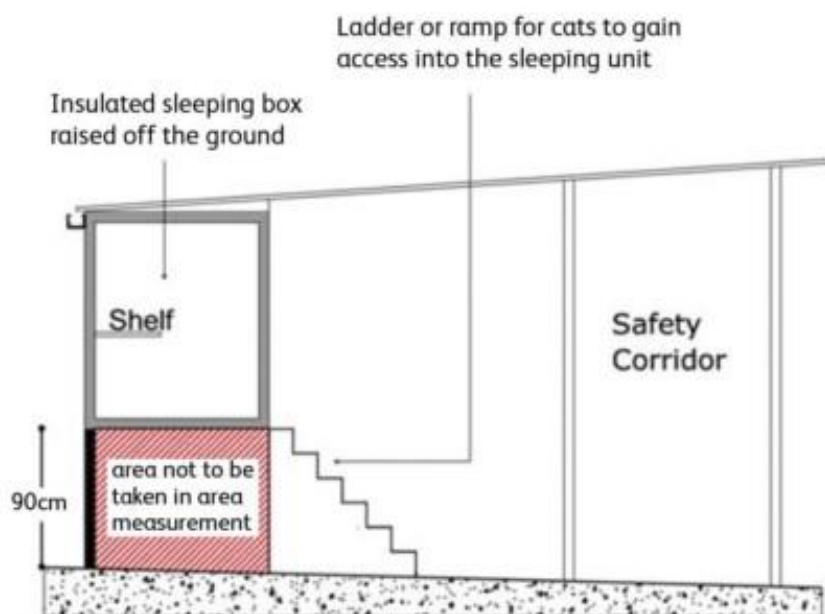 Ladder or ramp for cats to gain
access into the sleeping unit
Insulated sleeping box
raised off the ground
Shelf
Safety
Corridor
area not to be
taken in area
measurement
90cm